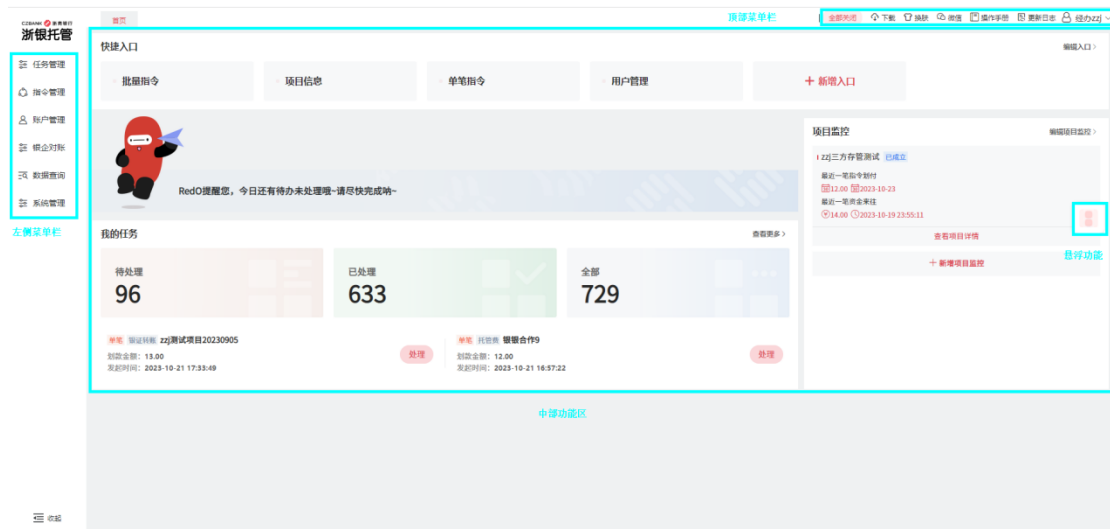 首页
顶部菜单栏
全部关闭 下载 换肤 微信 操作手册 更新日志 经办zzj
CZBANK 浙商银行
浙银托管
快捷入口
编辑入口
任务管理
指令管理
账户管理
银企对账
数据查询
系统管理
左侧菜单栏
批量指令
项目信息
单笔指令
用户管理
+ 新增入口
RedO提醒您，今日还有待办未处理哦~请尽快完成呐~
项目监控
编辑项目监控
zzj三方存管测试 已成立
最近一笔指令划付
12.00 2023-10-23
最近一笔资金来往
14.00 2023-10-19 23:55:11
查看项目详情
+ 新增项目监控
悬浮功能
我的任务
查看更多
待处理
96
已处理
633
全部
729
单笔 银证转账 zzj测试项目20230905
划款金额：13.00
发起时间：2023-10-21 17:33:49
处理
单笔 托管费 银银合作9
划款金额：12.00
发起时间：2023-10-21 16:57:22
处理
中部功能区
收起